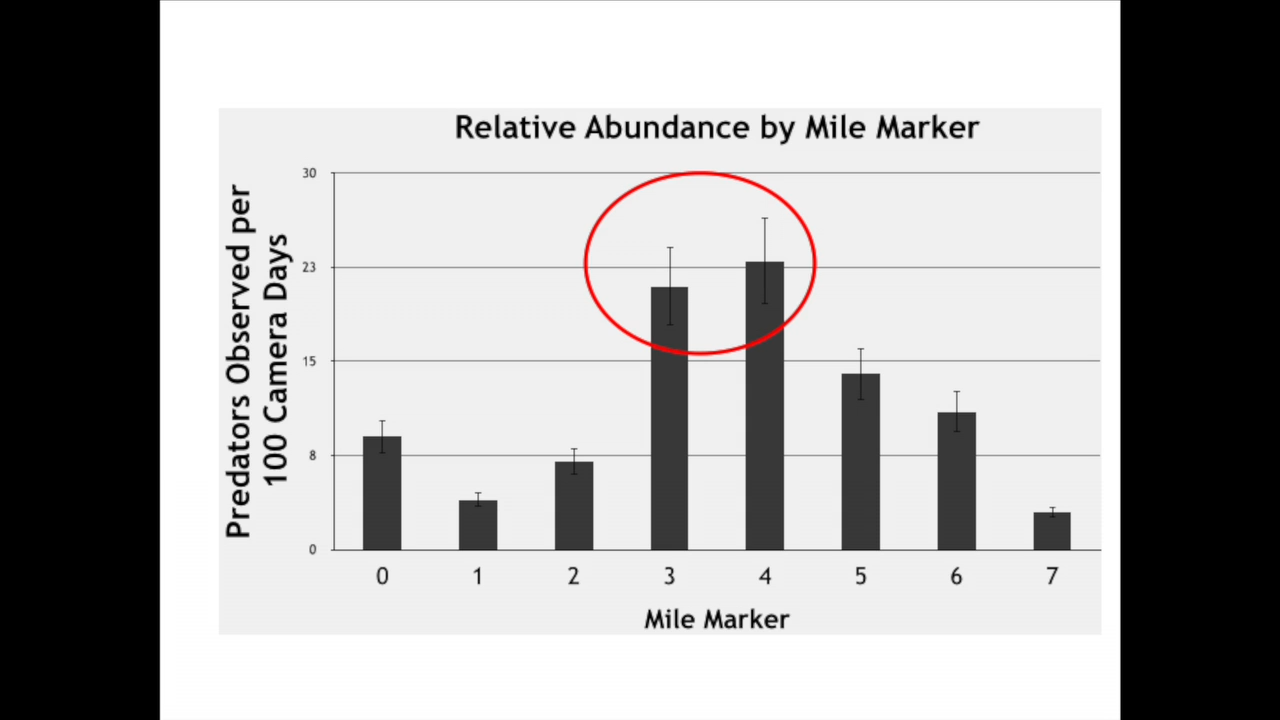 Relative Abundance by Mile Marker
Predators Observed per
100 Camera Days
30
23
15
8
0
0 1 2 3 4 5 6 7
Mile Marker